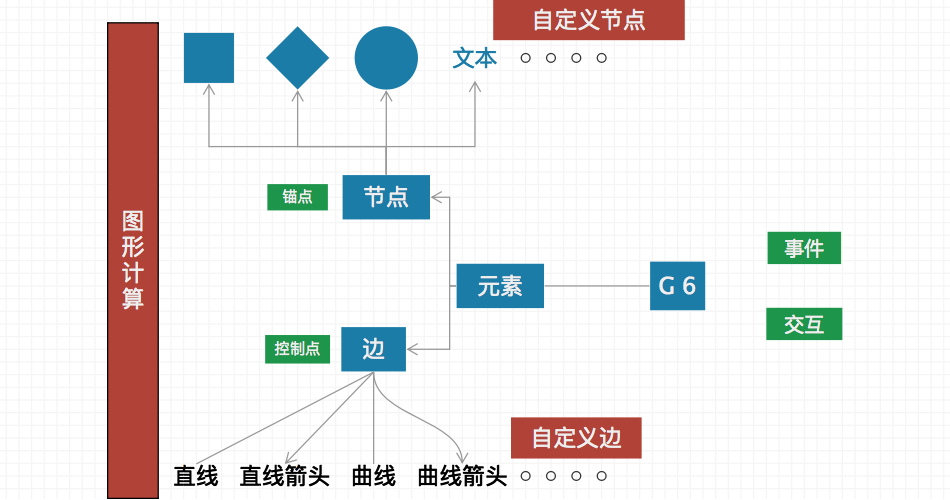 自定义节点
文本
图形计算
锚点
节点
事件
元素
G 6
交互
控制点
边
自定义边
直线
直线箭头
曲线
曲线箭头